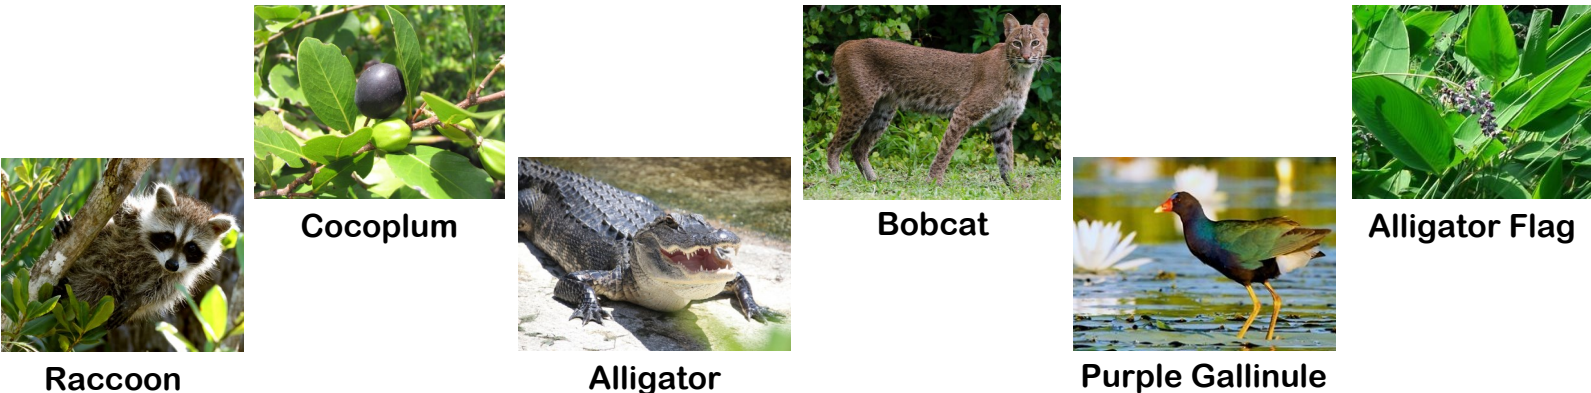 Raccoon
Cocoplum
Alligator
Bobcat
Purple Gallinule
Alligator Flag